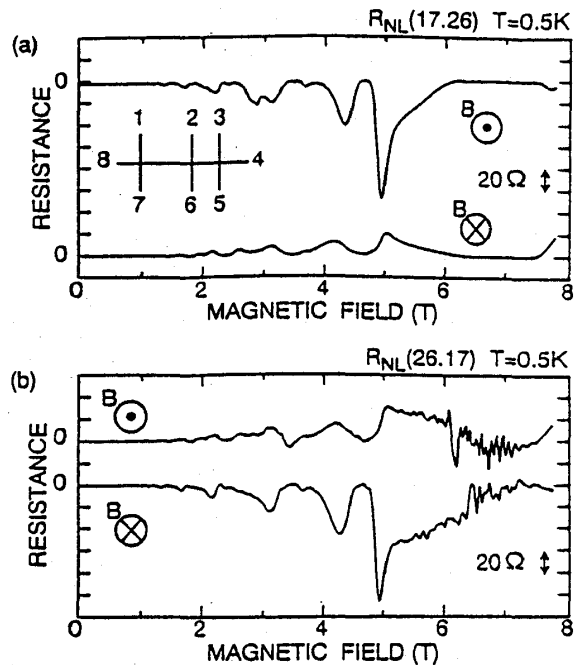 R_NL(17.26) T=0.5K
(a)
0
1 2 3
8 4
7 6 5
B
20 Ω
B
0
RESISTANCE
0 2 4 6 8
MAGNETIC FIELD (T)
R_NL(26.17) T=0.5K
(b)
B
0
0
B
20 Ω
RESISTANCE
0 2 4 6 8
MAGNETIC FIELD (T)